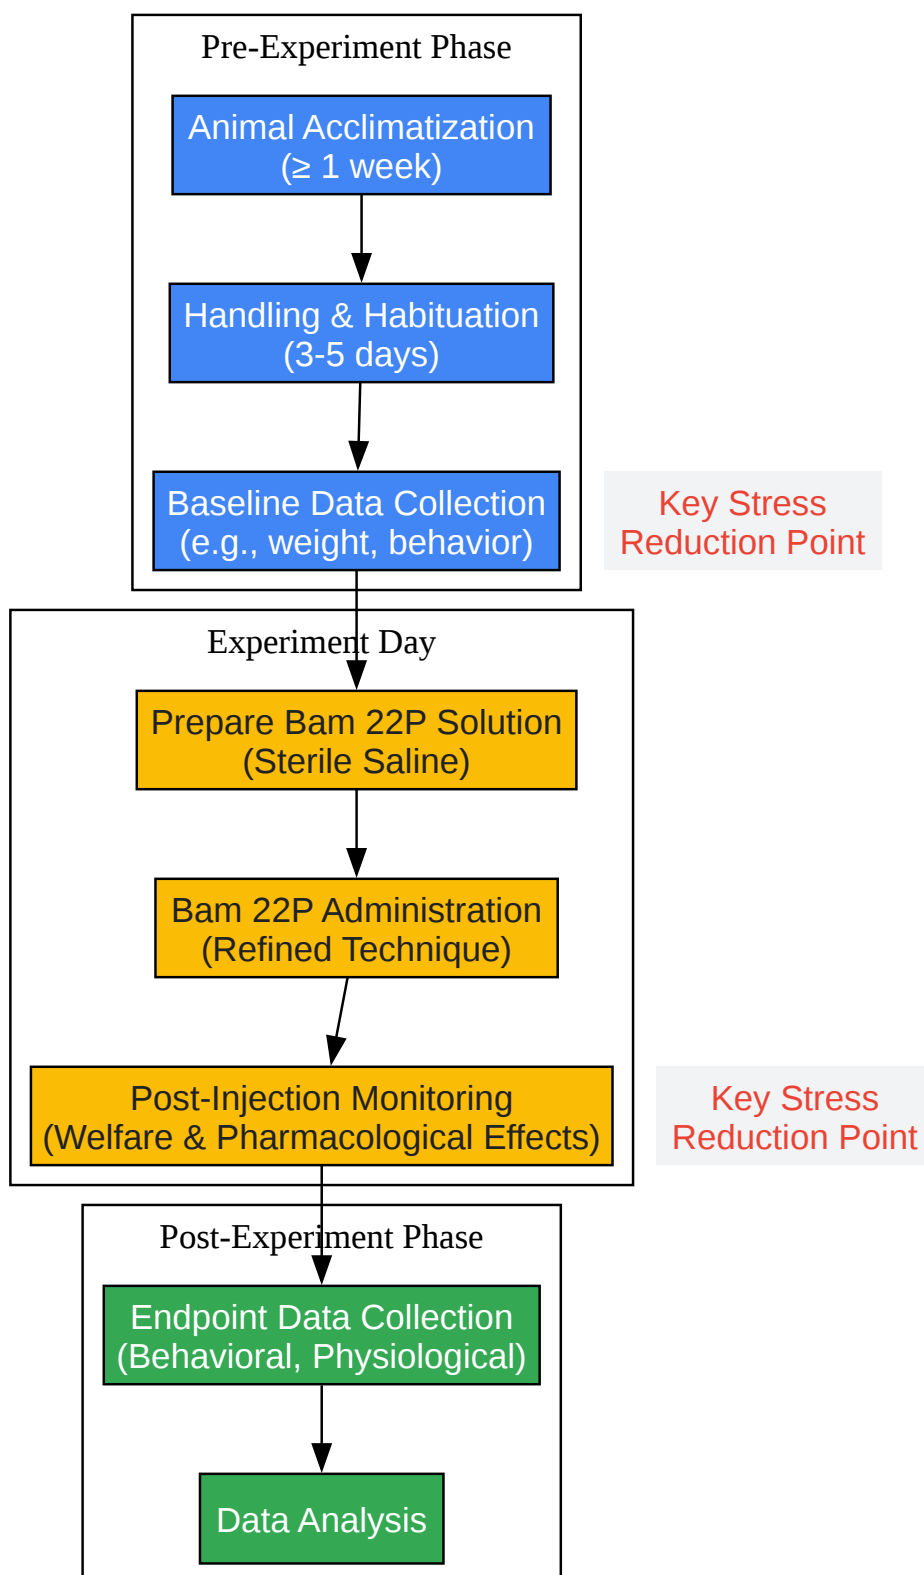 Pre-Experiment Phase
Animal Acclimatization
(≥ 1 week)
Handling & Habituation
(3-5 days)
Baseline Data Collection
(e.g., weight, behavior)
Key Stress
Reduction Point
Experiment Day
Prepare Bam 22P Solution
(Sterile Saline)
Bam 22P Administration
(Refined Technique)
Post-Injection Monitoring
(Welfare & Pharmacological Effects)
Key Stress
Reduction Point
Post-Experiment Phase
Endpoint Data Collection
(Behavioral, Physiological)
Data Analysis